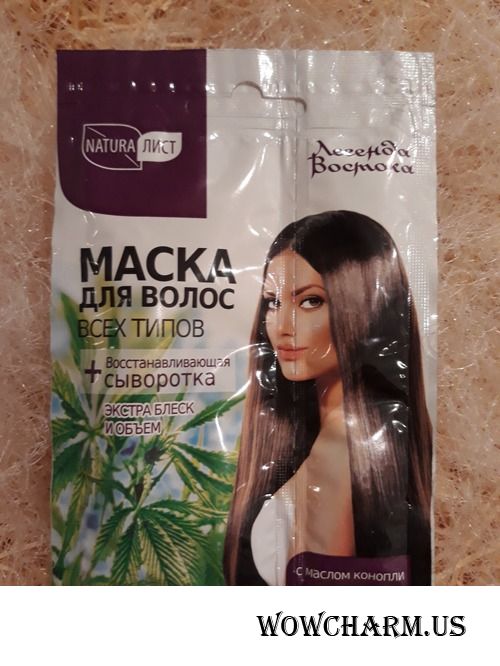 NATURA ЛИСТ
Легенда
Востока
МАСКА
ДЛЯ ВОЛОС
ВСЕХ ТИПОВ
+ Восстанавливающая
сыворотка
ЭКСТРА БЛЕСК
И ОБЪЕМ
С МАСЛОМ КОНОПЛИ
WOWCHARM.US